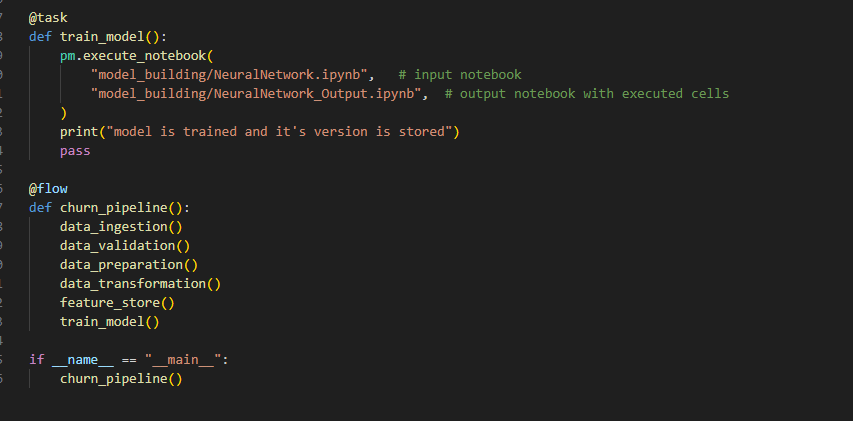 @task
def train_model():
    pm.execute_notebook(
        "model_building/NeuralNetwork.ipynb",   # input notebook
        "model_building/NeuralNetwork_Output.ipynb",  # output notebook with executed cells
    )
    print("model is trained and it's version is stored")
    pass

@flow
def churn_pipeline():
    data_ingestion()
    data_validation()
    data_preparation()
    data_transformation()
    feature_store()
    train_model()

if __name__ == "__main__":
    churn_pipeline()